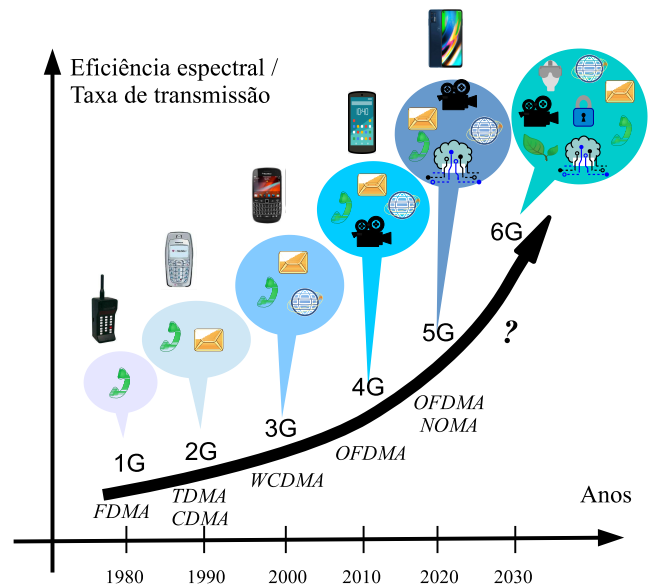 Eficiência espectral /
Taxa de transmissão
6G
5G
?
4G
OFDMA
NOMA
3G
OFDMA
2G
1G
WCDMA
TDMA
CDMA
FDMA
Anos
1980
1990
2000
2010
2020
2030